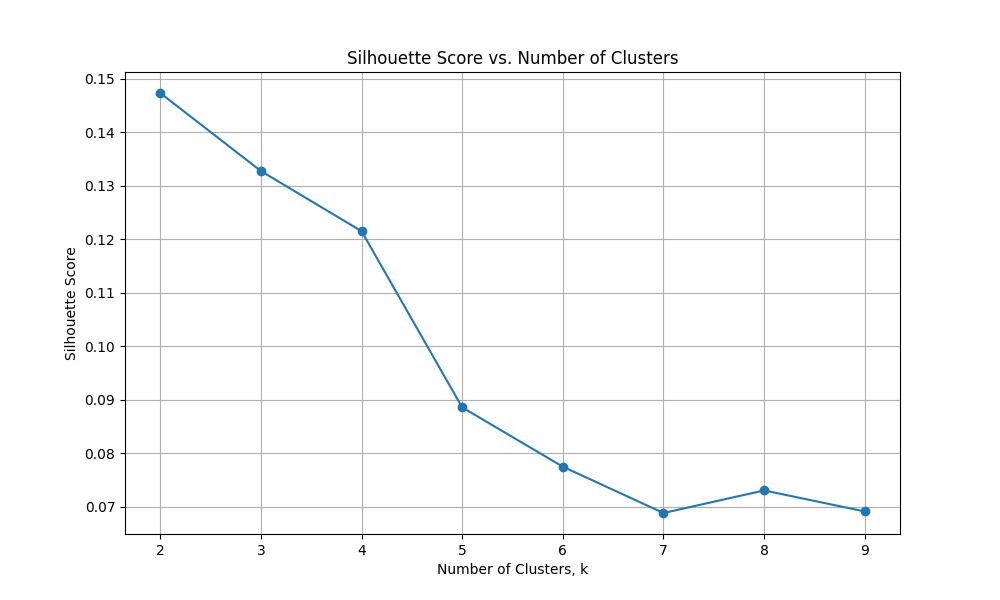 Silhouette Score vs. Number of Clusters
0.15
0.14
0.13
0.12
0.11
0.10
0.09
0.08
0.07
Silhouette Score
2 3 4 5 6 7 8 9
Number of Clusters, k